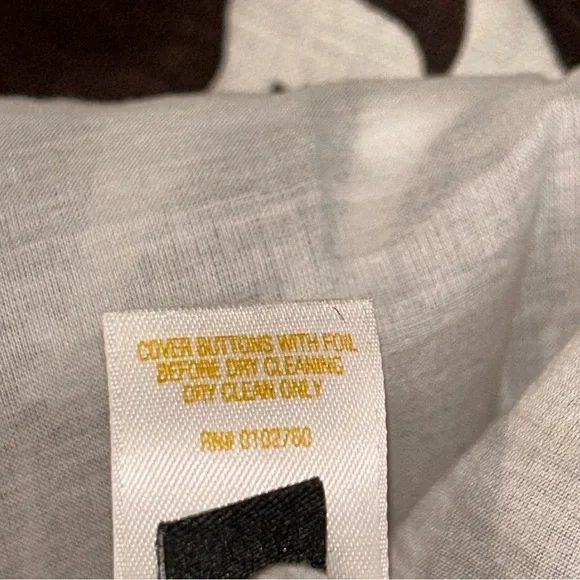 COVER BUTTONS WITH FOIL
BEFORE DRY CLEANING
DRY CLEAN ONLY
RN# 0102760